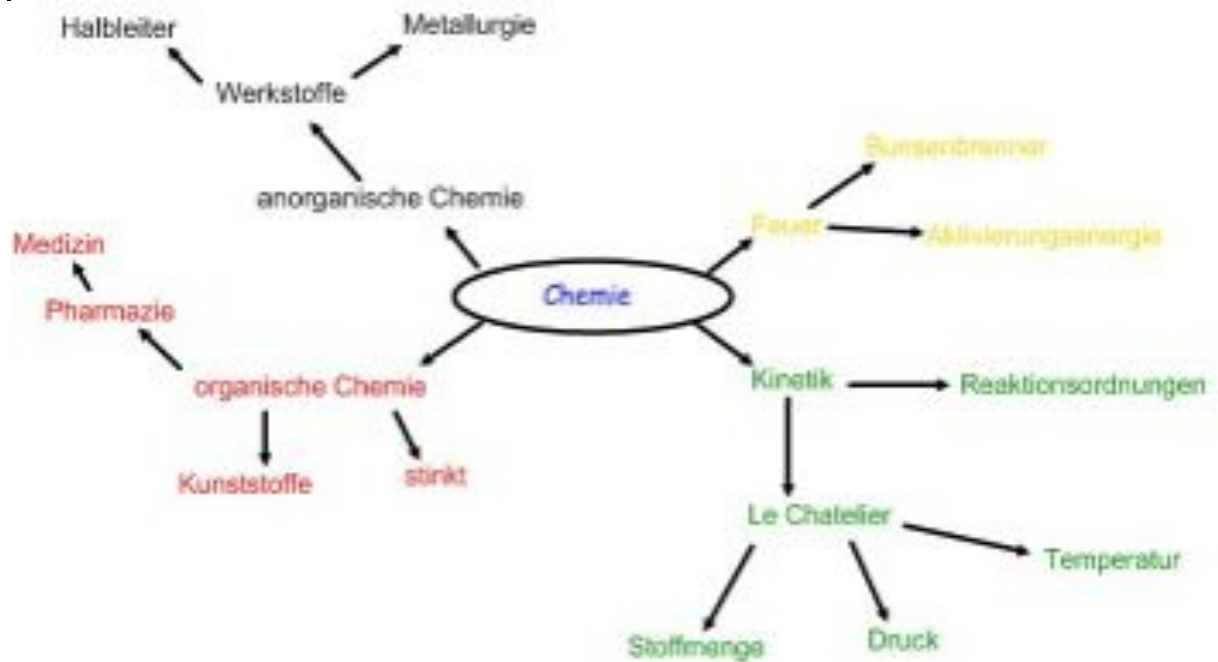 Halbleiter
Metallurgie
Werkstoffe
anorganische Chemie
Bunsenbrenner
Feuer
Aktivierungsenergie
Medizin
Pharmazie
Chemie
organische Chemie
Kunststoffe
stinkt
Kinetik
Reaktionsordnungen
Le Chatelier
Temperatur
Stoffmenge
Druck